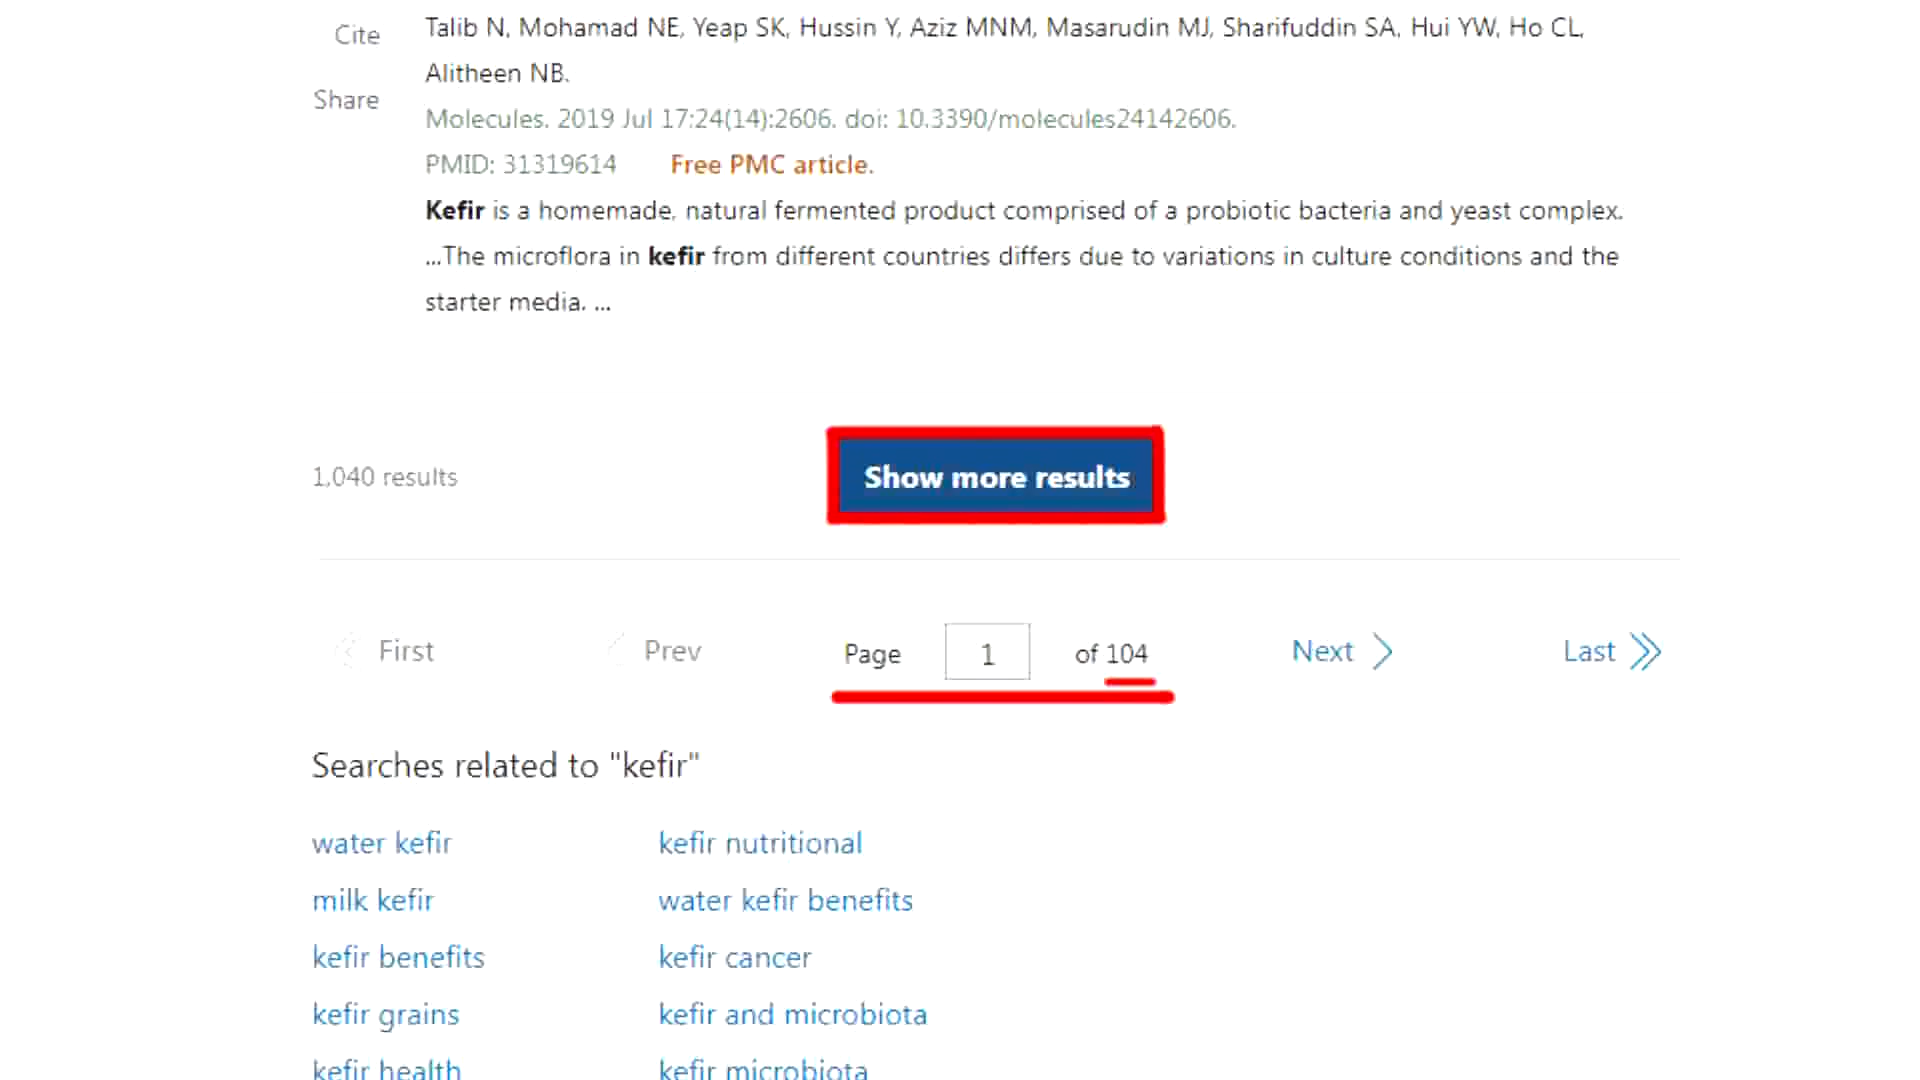 Cite
Talib N, Mohamad NE, Yeap SK, Hussin Y, Aziz MNM, Masarudin MJ, Sharifuddin SA, Hui YW, Ho CL,
Alitheen NB.
Share
Molecules. 2019 Jul 17;24(14):2606. doi: 10.3390/molecules24142606.
PMID: 31319614 Free PMC article.
Kefir is a homemade, natural fermented product comprised of a probiotic bacteria and yeast complex.
...The microflora in kefir from different countries differs due to variations in culture conditions and the
starter media. ...
1,040 results
Show more results
First Prev Page 1 of 104 Next Last
Searches related to "kefir"
water kefir kefir nutritional
milk kefir water kefir benefits
kefir benefits kefir cancer
kefir grains kefir and microbiota
kefir health kefir microbiota